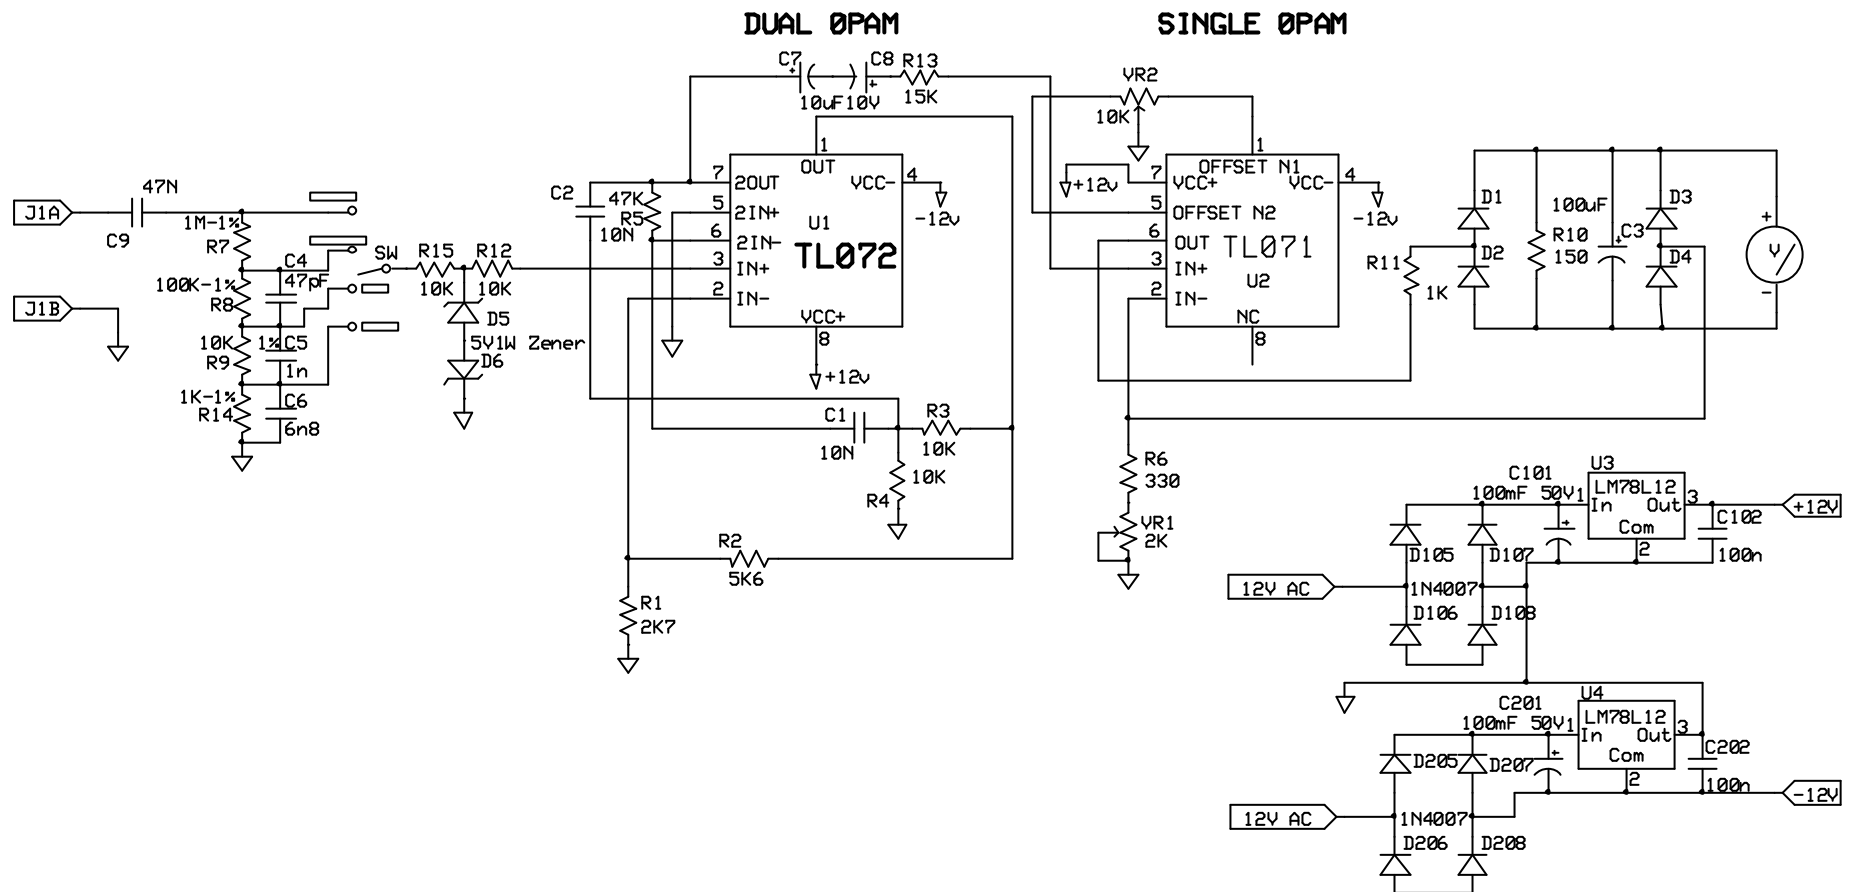 DUAL 0PAM
SINGLE 0PAM
C7
+
C8
+
10uF10V
R13
15K
VR2
10K
J1A
47N
C9
1M-1%
R7
100K-1%
R8
C4
47pF
10K
R9
1%
C5
1n
1K-1%
R14
C6
6n8
J1B
SW
R15
10K
R12
10K
D5
5V1W Zener
D6
C2
10N
47K
R5
1
OUT
7
2OUT
VCC-
4
-12v
5
2IN+
6
2IN-
3
IN+
2
IN-
U1
TL072
VCC+
8
+12v
C1
10N
R3
10K
R4
10K
R2
5K6
R1
2K7
1
OFFSET N1
+12v
7
VCC+
VCC-
4
-12v
5
OFFSET N2
6
OUT
TL071
3
IN+
U2
2
IN-
NC
8
R11
1K
D1
D2
R10
150
100uF
+
C3
D3
D4
+
V
-
R6
330
VR1
2K
U3
C101
100mF 50V
1
LM78L12
In
Out
3
Com
2
+
+12V
C102
100n
D105
D107
12V AC
1N4007
D106
D108
U4
C201
100mF 50V
1
LM78L12
In
Out
3
Com
2
+
C202
100n
-12V
D205
D207
12V AC
1N4007
D206
D208